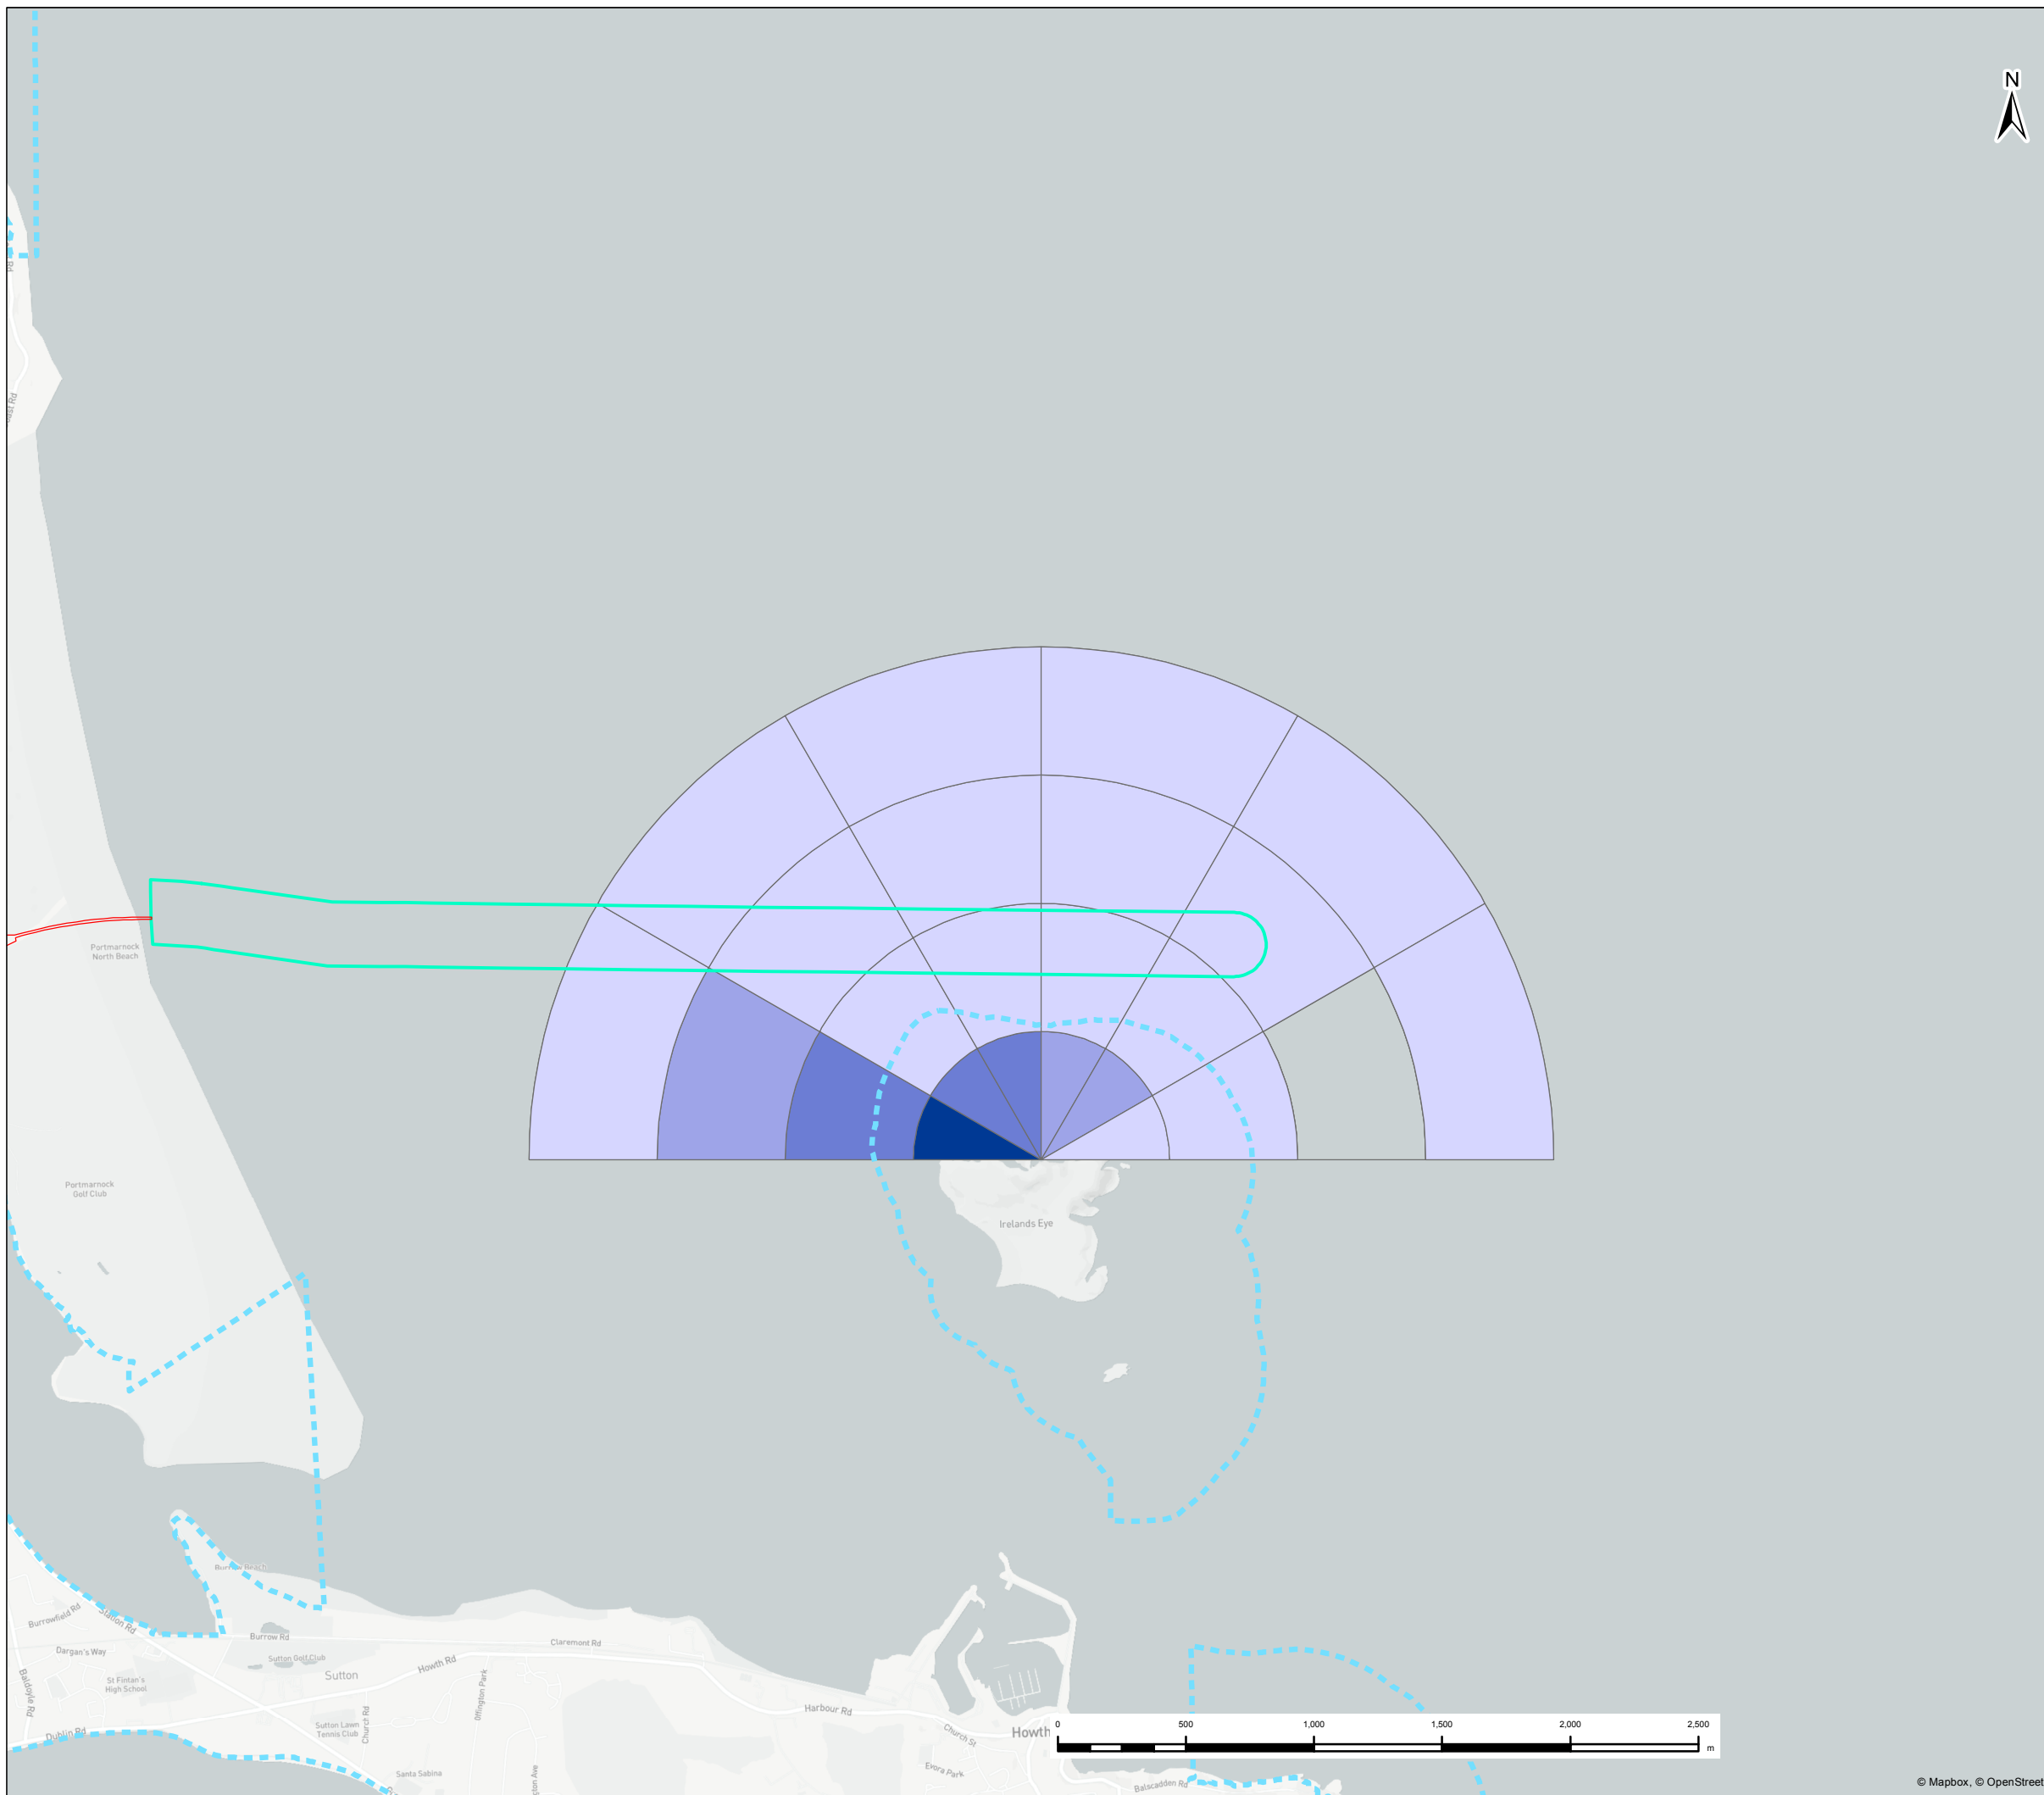 N
Portmarnock
North Beach
Portmarnock
Golf Club
Irelands Eye
Burrowfield Rd
Station Rd
Burrow Rd
Claremont Rd
Dargan's Way
Sutton Golf Club
Howth Rd
St Fintan's
High School
Sutton
Baldoyle Rd
Offington Park
Church Rd
Harbour Rd
Sutton Lawn
Tennis Club
Dublin Rd
Church St
Howth
0 500 1,000 1,500 2,000 2,500
m
Evora Park
Santa Sabina
Balscadden Rd
© Mapbox, © OpenStreet